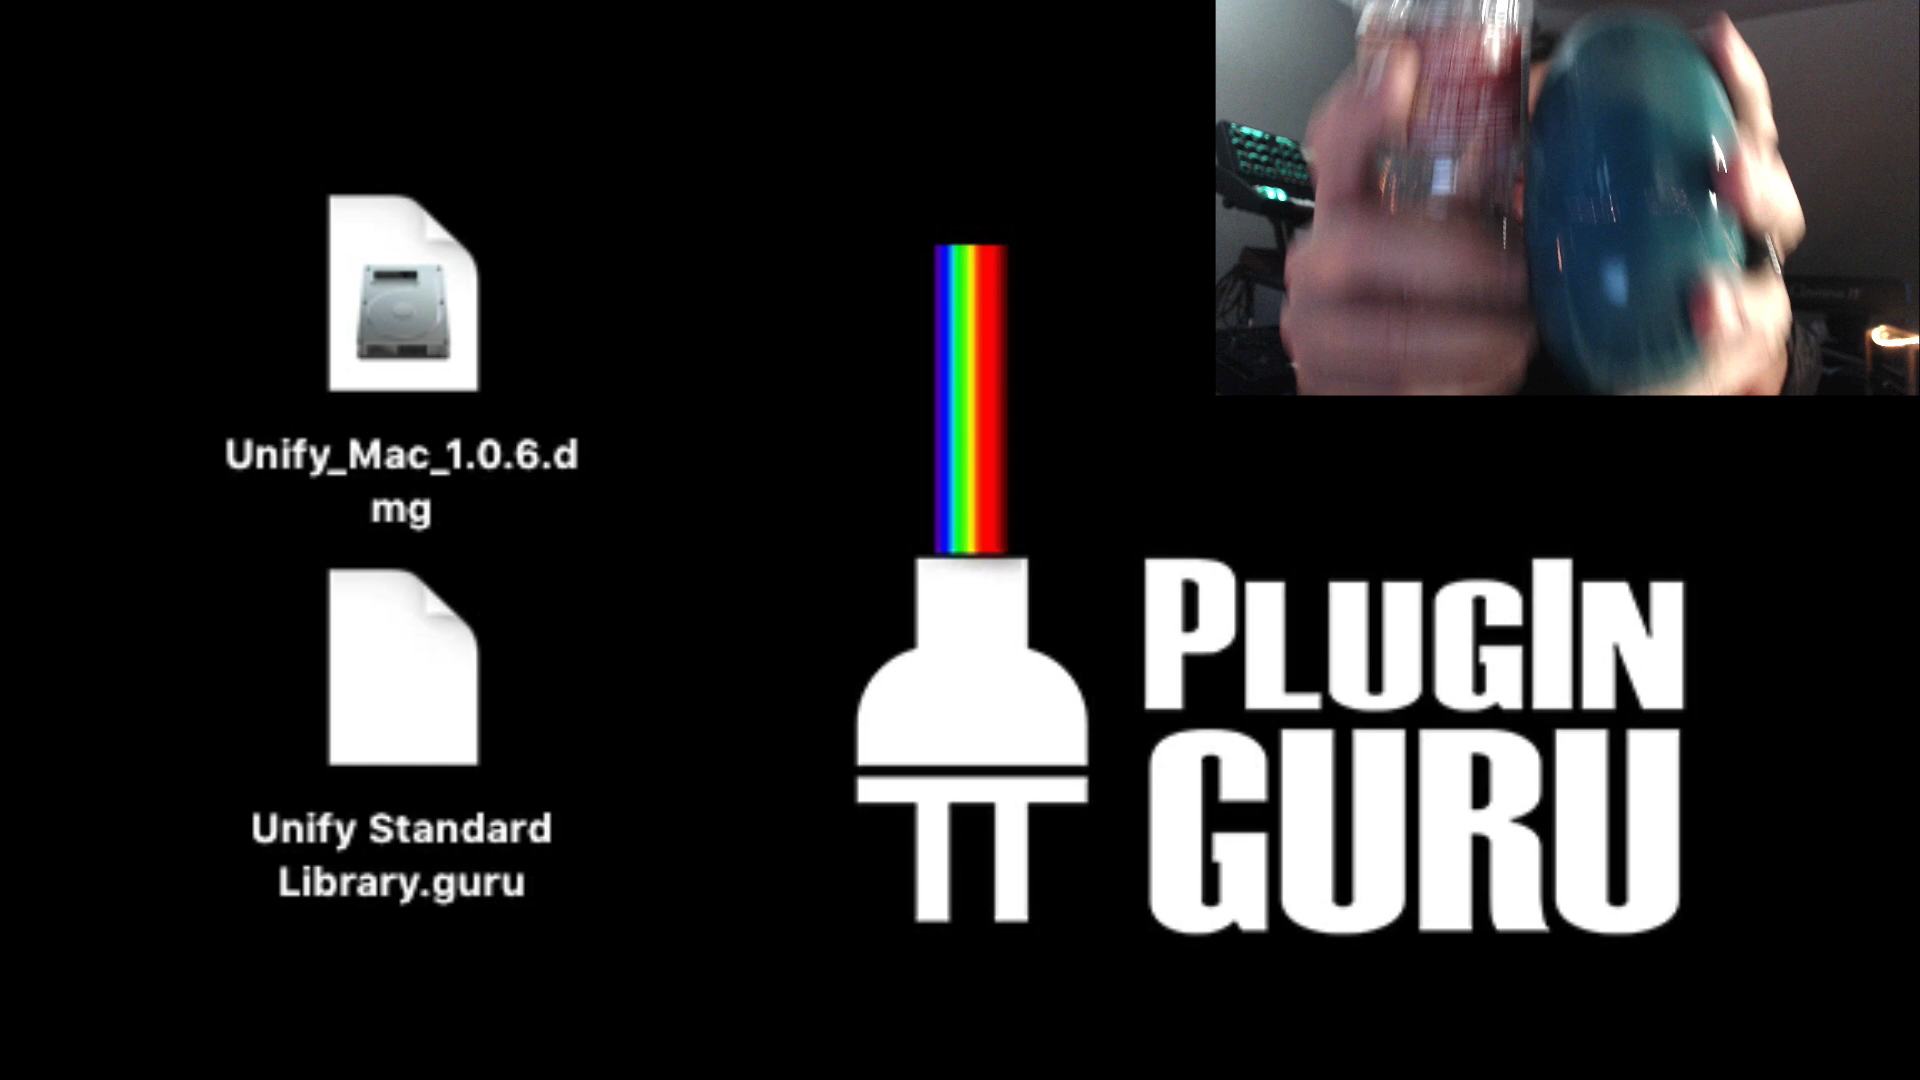 Unify_Mac_1.0.6.d
mg
Unify Standard
Library.guru
PLUGIN
GURU